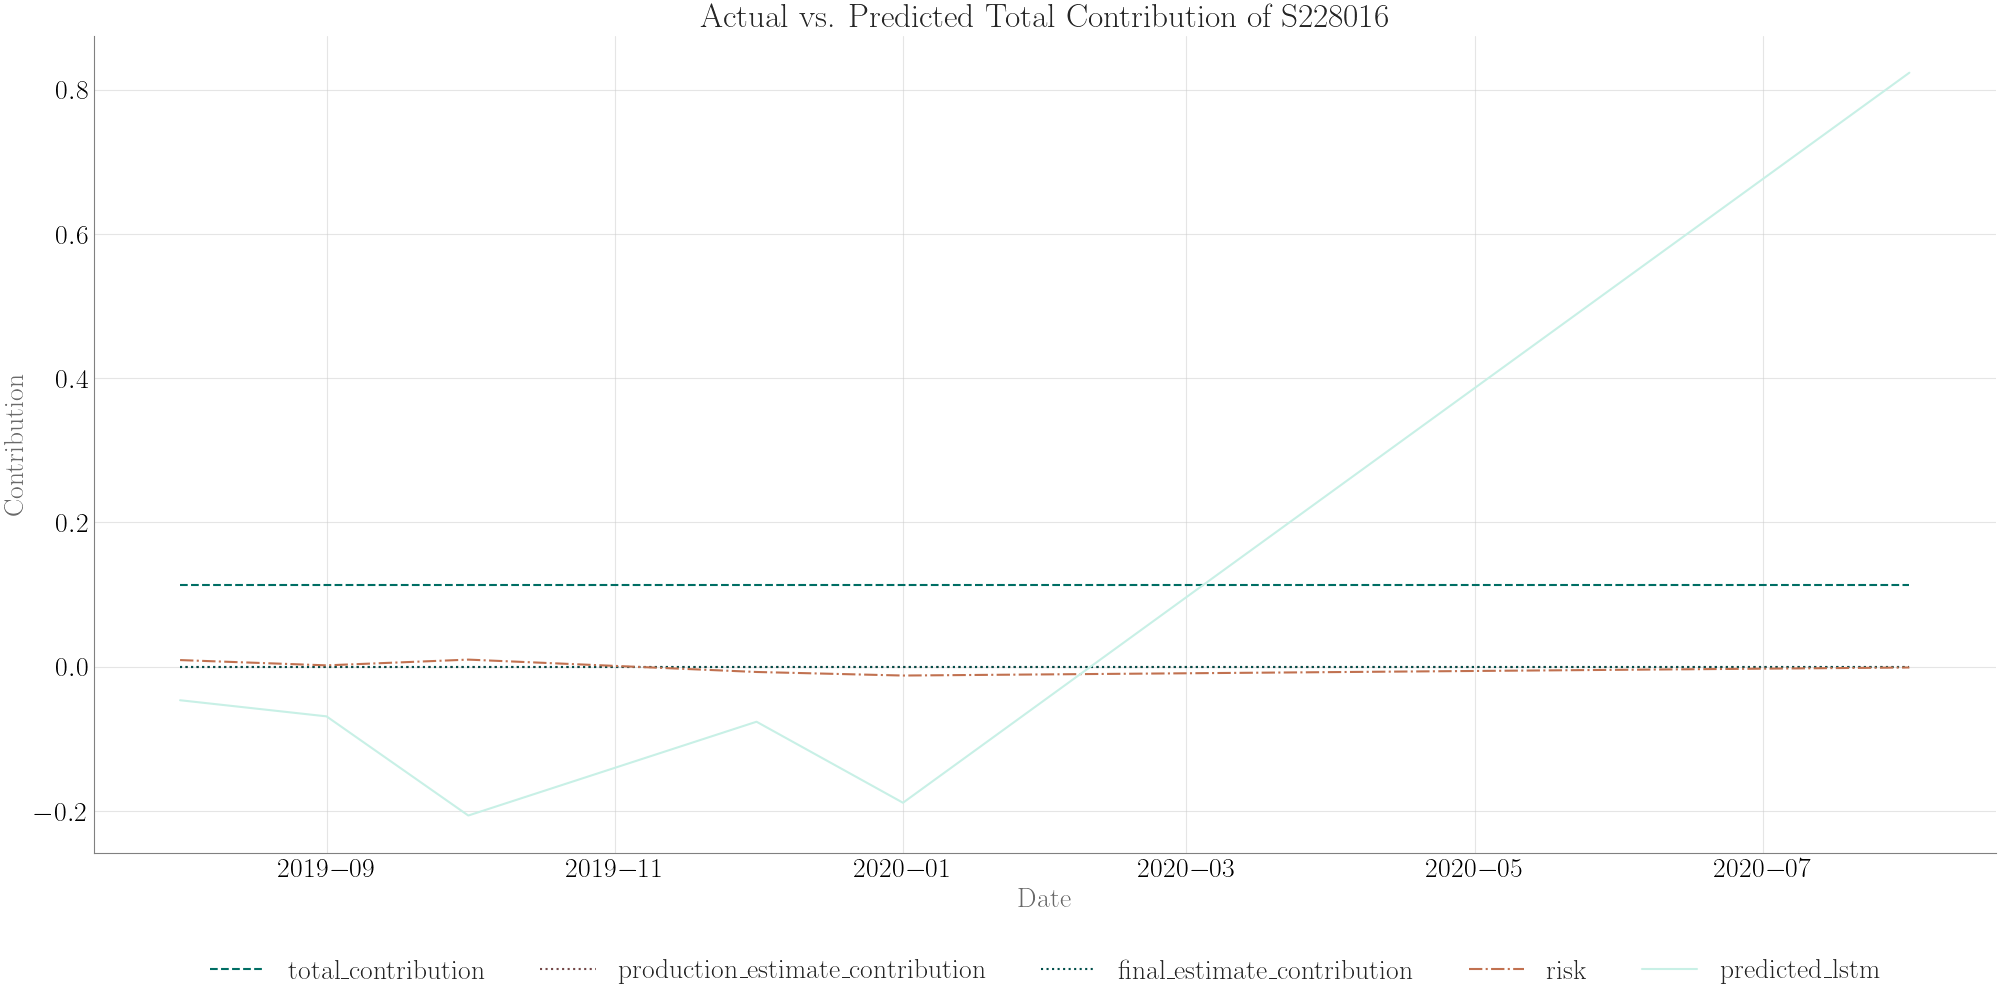 Actual vs. Predicted Total Contribution of S228016
0.8
0.6
0.4
0.2
0.0
−0.2
Contribution
2019−09 2019−11 2020−01 2020−03 2020−05 2020−07
Date
total_contribution production_estimate_contribution final_estimate_contribution risk predicted_lstm